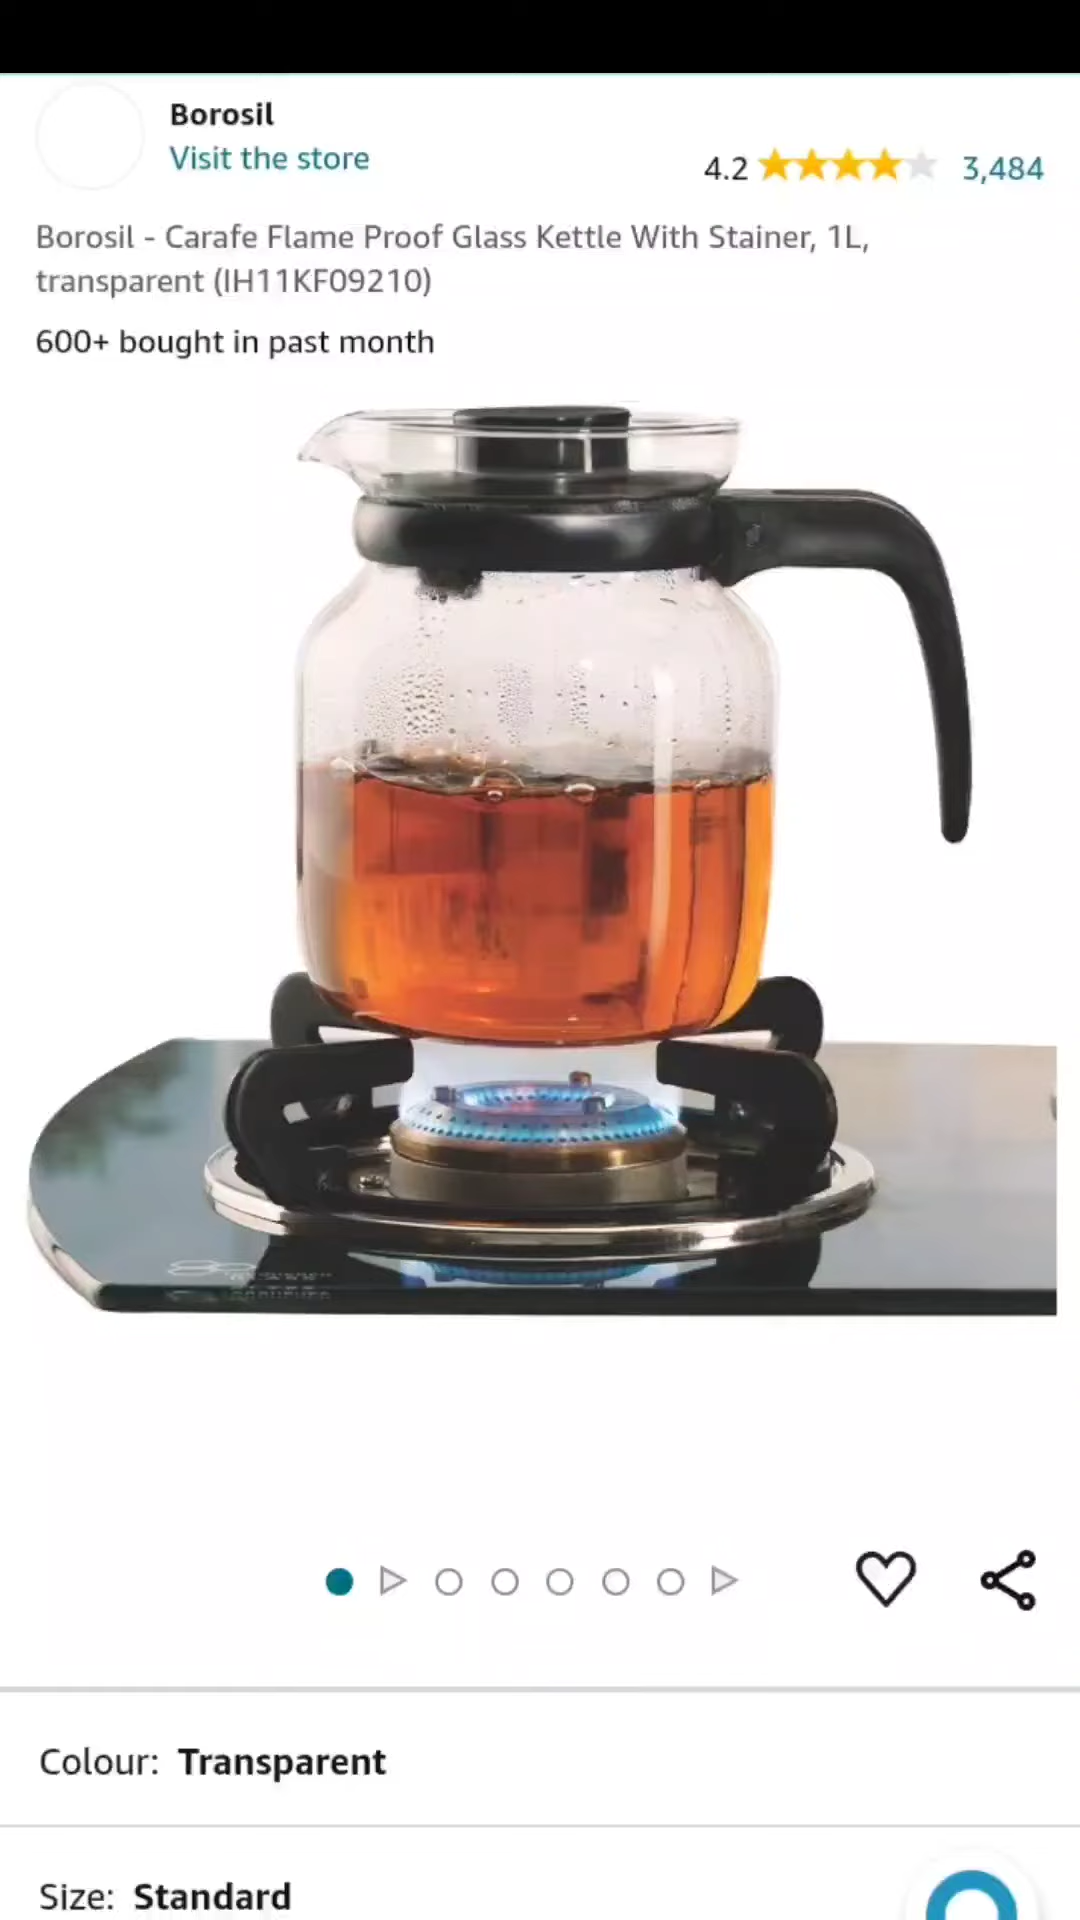 Borosil
Visit the store
4.2 3,484
Borosil - Carafe Flame Proof Glass Kettle With Stainer, 1L,
transparent (IH11KF09210)
600+ bought in past month
Colour: Transparent
Size: Standard